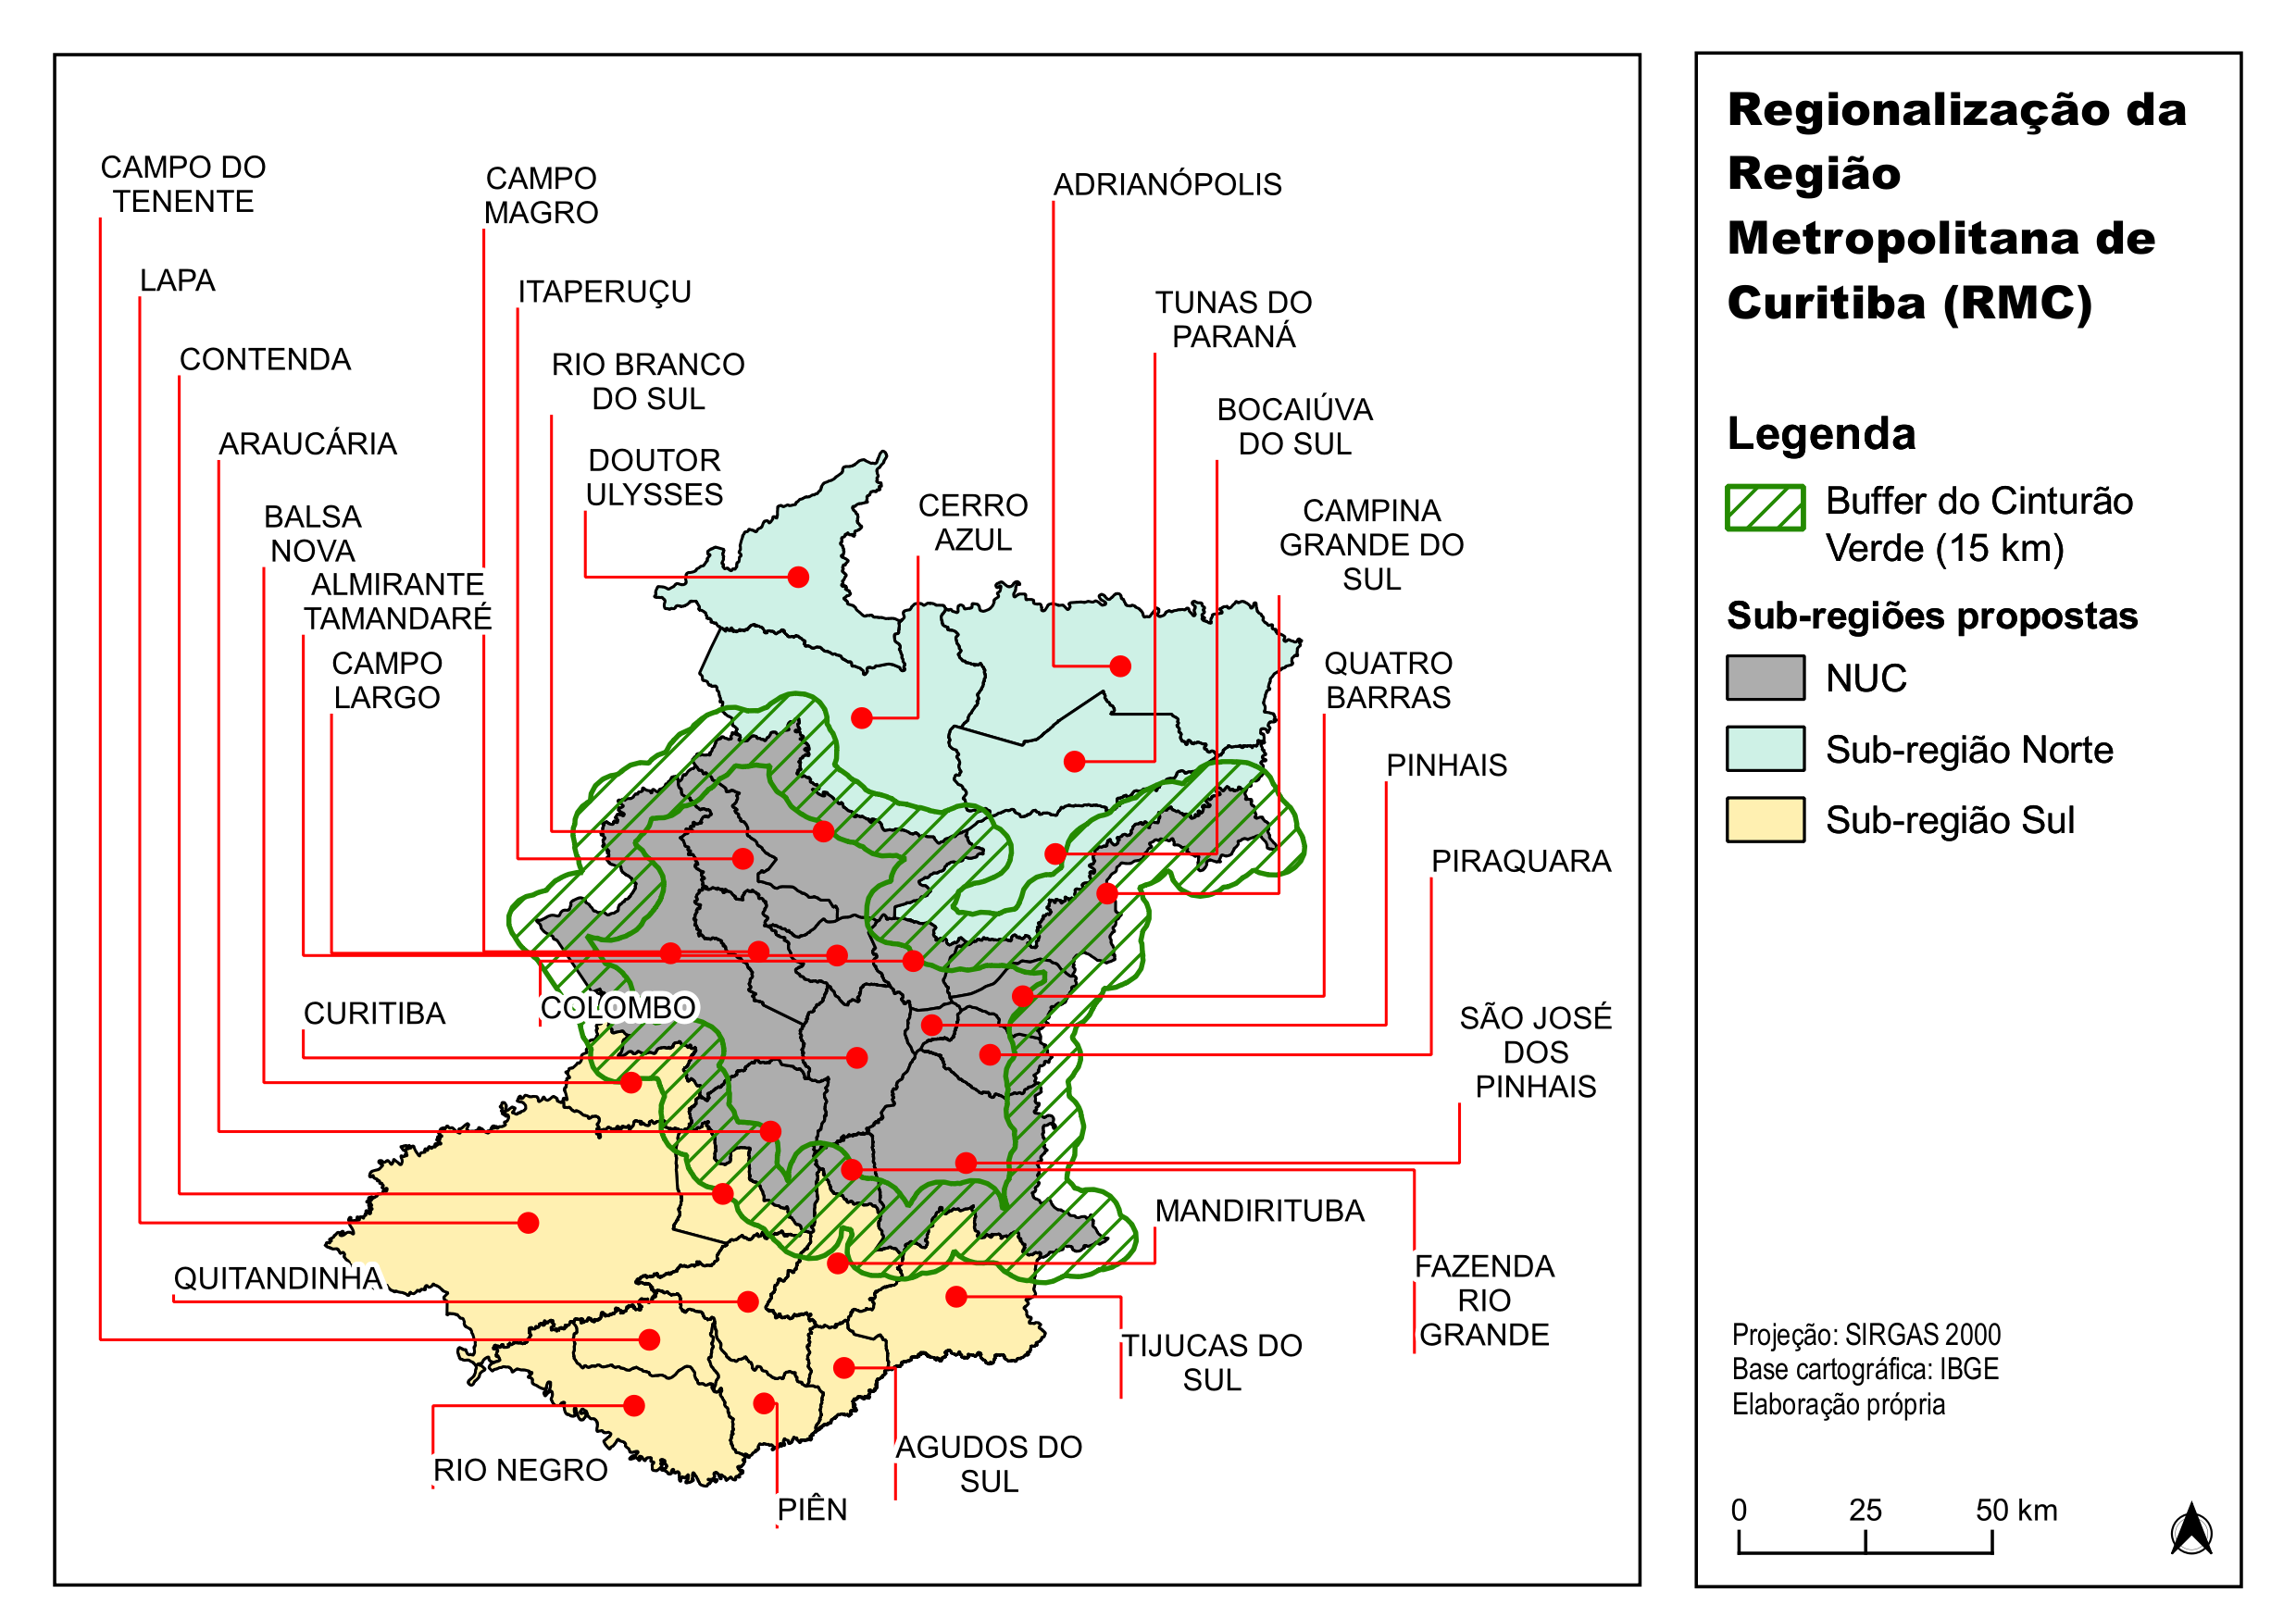 CAMPO DO
TENENTE
CAMPO
MAGRO
ADRIANÓPOLIS
LAPA
ITAPERUÇU
TUNAS DO
PARANÁ
CONTENDA
RIO BRANCO
DO SUL
BOCAIÚVA
DO SUL
ARAUCÁRIA
DOUTOR
ULYSSES
CERRO
AZUL
CAMPINA
GRANDE DO
SUL
BALSA
NOVA
ALMIRANTE
TAMANDARÉ
CAMPO
LARGO
QUATRO
BARRAS
PINHAIS
PIRAQUARA
CURITIBA
COLOMBO
SÃO JOSÉ
DOS
PINHAIS
MANDIRITUBA
QUITANDINHA
FAZENDA
RIO
GRANDE
TIJUCAS DO
SUL
AGUDOS DO
SUL
RIO NEGRO
PIÊN
Regionalização da
Região
Metropolitana de
Curitiba (RMC)
Legenda
Buffer do Cinturão
Verde (15 km)
Sub-regiões propostas
NUC
Sub-região Norte
Sub-região Sul
Projeção: SIRGAS 2000
Base cartográfica: IBGE
Elaboração própria
0 25 50 km